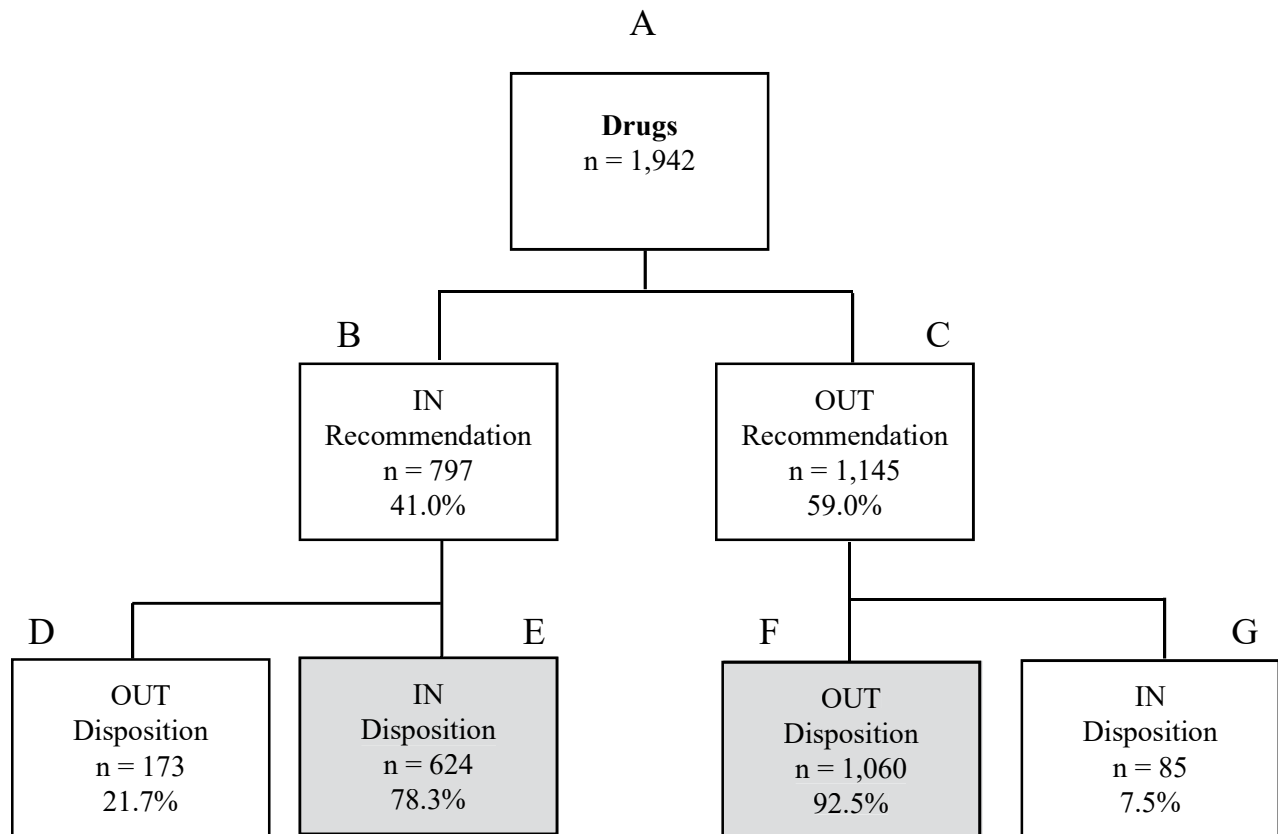 A
Drugs
n = 1,942
B
C
IN
Recommendation
n = 797
41.0%
OUT
Recommendation
n = 1,145
59.0%
D
E
F
G
OUT
Disposition
n = 173
21.7%
IN
Disposition
n = 624
78.3%
OUT
Disposition
n = 1,060
92.5%
IN
Disposition
n = 85
7.5%